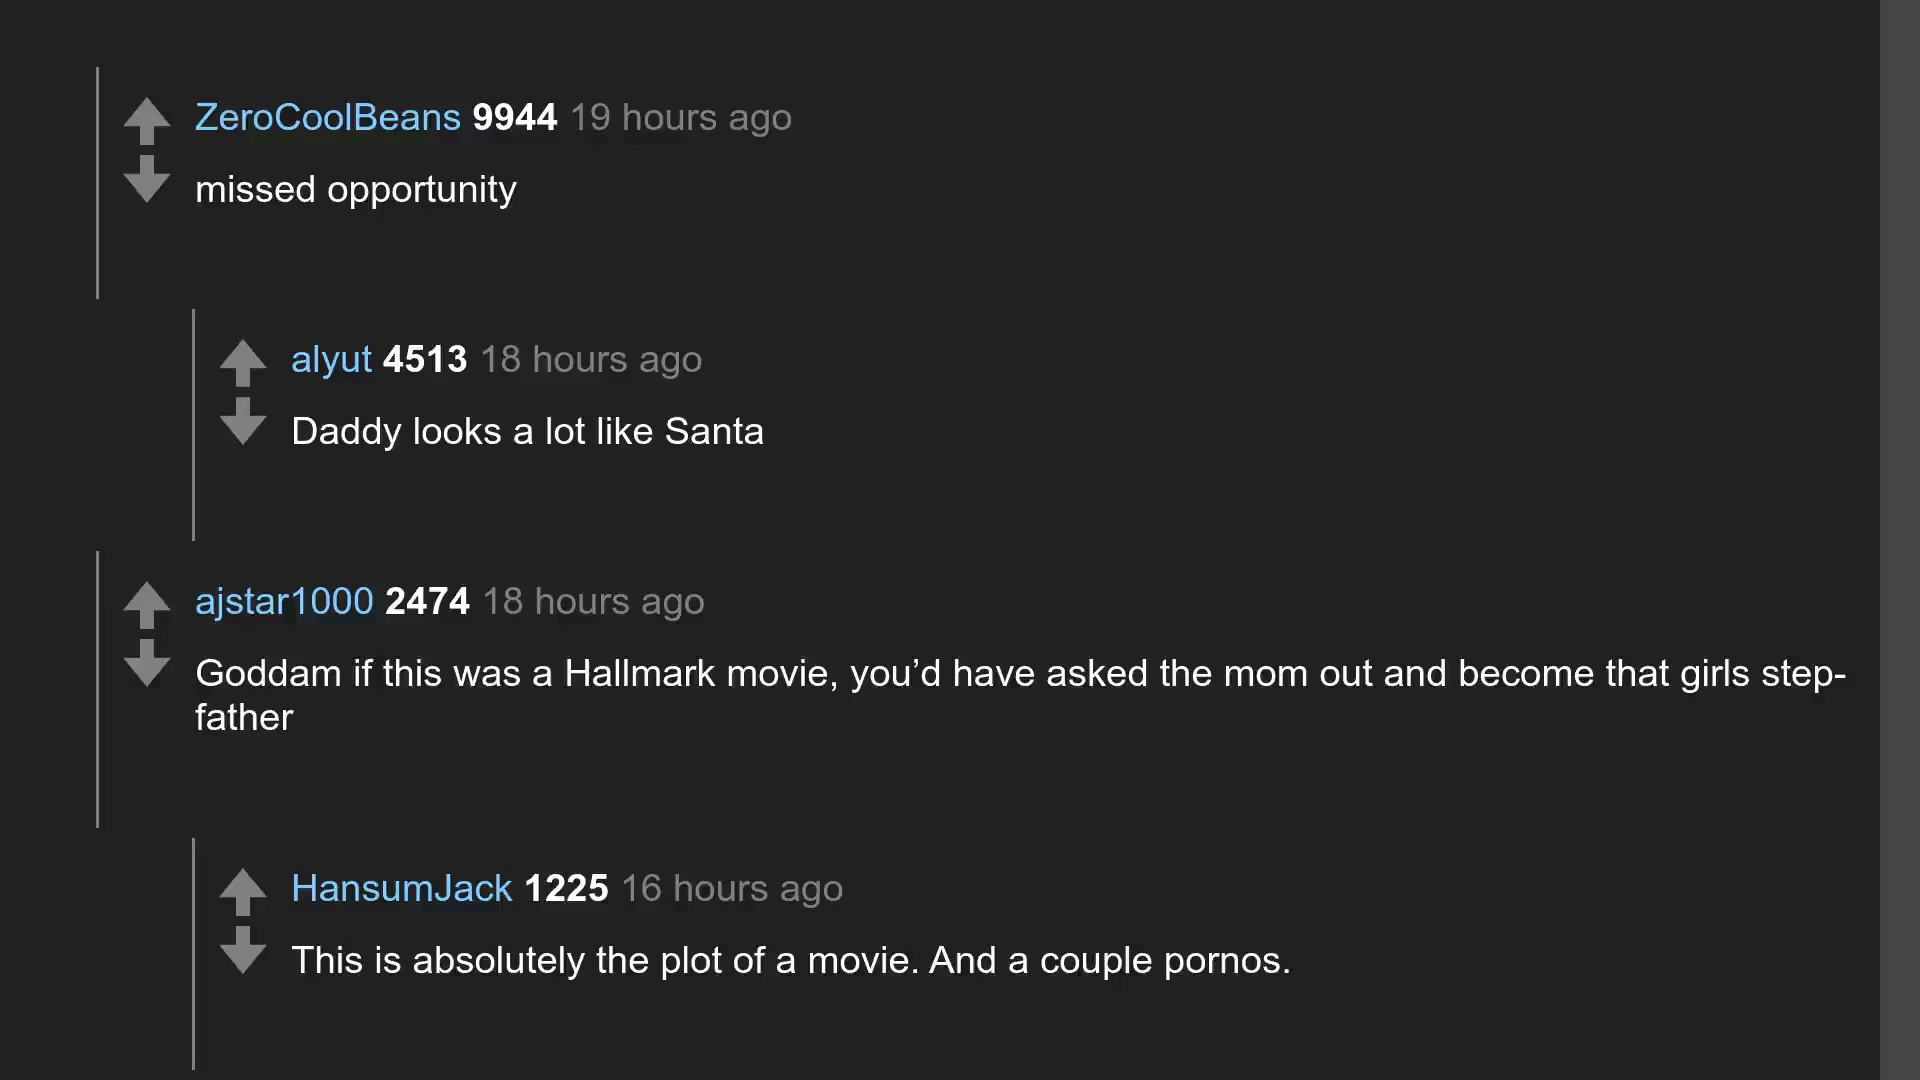 ZeroCoolBeans 9944 19 hours ago
missed opportunity
alyut 4513 18 hours ago
Daddy looks a lot like Santa
ajstar1000 2474 18 hours ago
Goddam if this was a Hallmark movie, you’d have asked the mom out and become that girls step-
father
HansumJack 1225 16 hours ago
This is absolutely the plot of a movie. And a couple pornos.